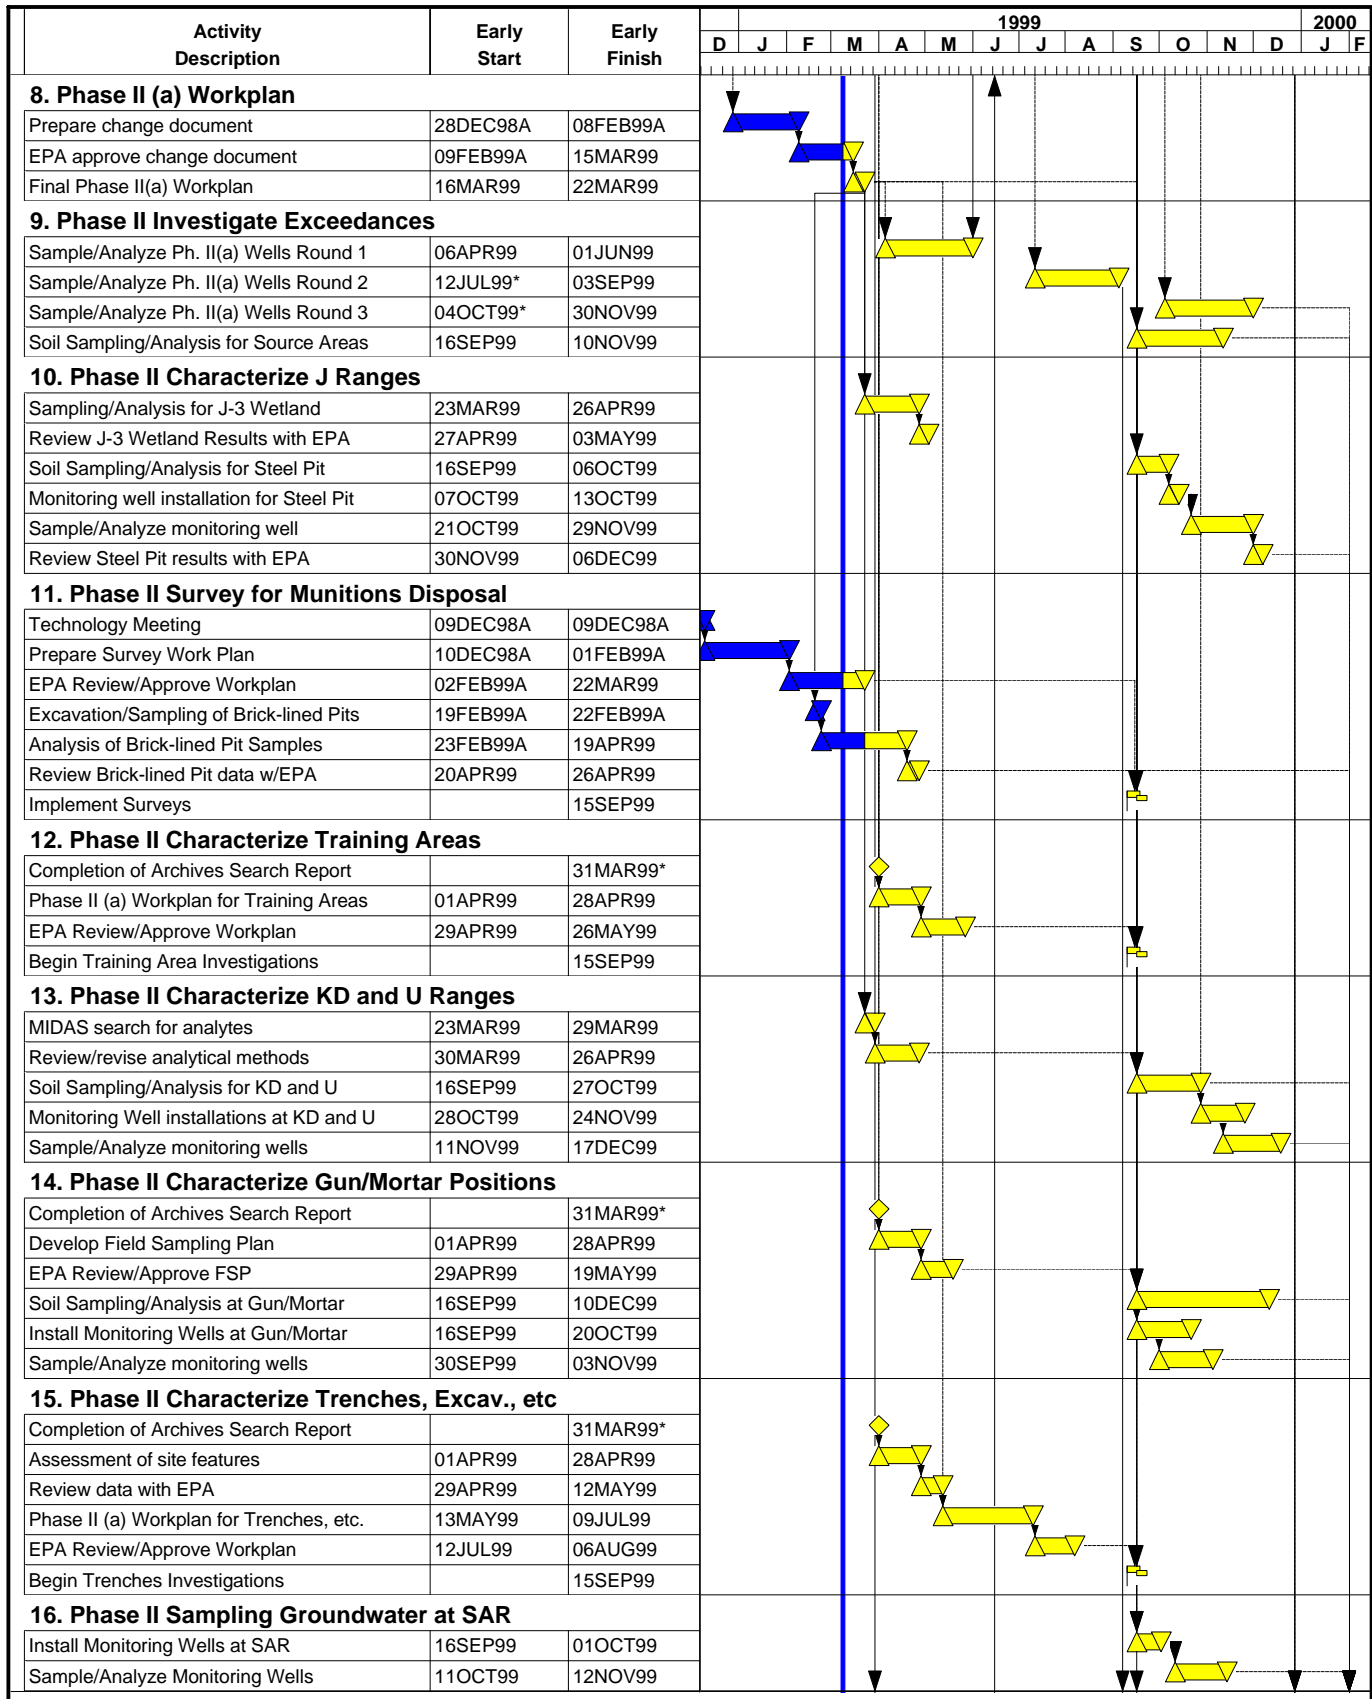 Activity Description Early Start Early Finish 1999 2000
D J F M A M J J A S O N D J F
8. Phase II (a) Workplan
Prepare change document 28DEC98A 08FEB99A
EPA approve change document 09FEB99A 15MAR99
Final Phase II(a) Workplan 16MAR99 22MAR99
9. Phase II Investigate Exceedances
Sample/Analyze Ph. II(a) Wells Round 1 06APR99 01JUN99
Sample/Analyze Ph. II(a) Wells Round 2 12JUL99* 03SEP99
Sample/Analyze Ph. II(a) Wells Round 3 04OCT99* 30NOV99
Soil Sampling/Analysis for Source Areas 16SEP99 10NOV99
10. Phase II Characterize J Ranges
Sampling/Analysis for J-3 Wetland 23MAR99 26APR99
Review J-3 Wetland Results with EPA 27APR99 03MAY99
Soil Sampling/Analysis for Steel Pit 16SEP99 06OCT99
Monitoring well installation for Steel Pit 07OCT99 13OCT99
Sample/Analyze monitoring well 21OCT99 29NOV99
Review Steel Pit results with EPA 30NOV99 06DEC99
11. Phase II Survey for Munitions Disposal
Technology Meeting 09DEC98A 09DEC98A
Prepare Survey Work Plan 10DEC98A 01FEB99A
EPA Review/Approve Workplan 02FEB99A 22MAR99
Excavation/Sampling of Brick-lined Pits 19FEB99A 22FEB99A
Analysis of Brick-lined Pit Samples 23FEB99A 19APR99
Review Brick-lined Pit data w/EPA 20APR99 26APR99
Implement Surveys 15SEP99
12. Phase II Characterize Training Areas
Completion of Archives Search Report 31MAR99*
Phase II (a) Workplan for Training Areas 01APR99 28APR99
EPA Review/Approve Workplan 29APR99 26MAY99
Begin Training Area Investigations 15SEP99
13. Phase II Characterize KD and U Ranges
MIDAS search for analytes 23MAR99 29MAR99
Review/revise analytical methods 30MAR99 26APR99
Soil Sampling/Analysis for KD and U 16SEP99 27OCT99
Monitoring Well installations at KD and U 28OCT99 24NOV99
Sample/Analyze monitoring wells 11NOV99 17DEC99
14. Phase II Characterize Gun/Mortar Positions
Completion of Archives Search Report 31MAR99*
Develop Field Sampling Plan 01APR99 28APR99
EPA Review/Approve FSP 29APR99 19MAY99
Soil Sampling/Analysis at Gun/Mortar 16SEP99 10DEC99
Install Monitoring Wells at Gun/Mortar 16SEP99 20OCT99
Sample/Analyze monitoring wells 30SEP99 03NOV99
15. Phase II Characterize Trenches, Excav., etc
Completion of Archives Search Report 31MAR99*
Assessment of site features 01APR99 28APR99
Review data with EPA 29APR99 12MAY99
Phase II (a) Workplan for Trenches, etc. 13MAY99 09JUL99
EPA Review/Approve Workplan 12JUL99 06AUG99
Begin Trenches Investigations 15SEP99
16. Phase II Sampling Groundwater at SAR
Install Monitoring Wells at SAR 16SEP99 01OCT99
Sample/Analyze Monitoring Wells 11OCT99 12NOV99